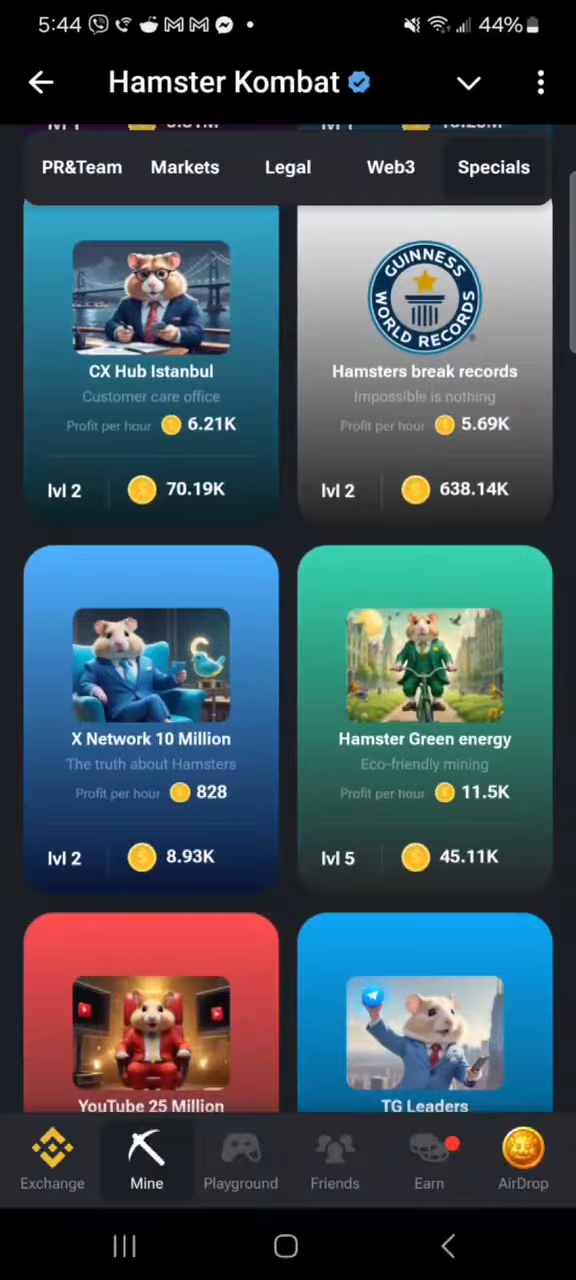 5:44 44%
Hamster Kombat
PR&Team Markets Legal Web3 Specials
GUINNESS WORLD RECORDS
CX Hub Istanbul
Customer care office
Profit per hour 6.21K
lvl 2 70.19K
Hamsters break records
Impossible is nothing
Profit per hour 5.69K
lvl 2 638.14K
X Network 10 Million
The truth about Hamsters
Profit per hour 828
lvl 2 8.93K
Hamster Green energy
Eco-friendly mining
Profit per hour 11.5K
lvl 5 45.11K
YouTube 25 Million
TG Leaders
Exchange Mine Playground Friends Earn AirDrop